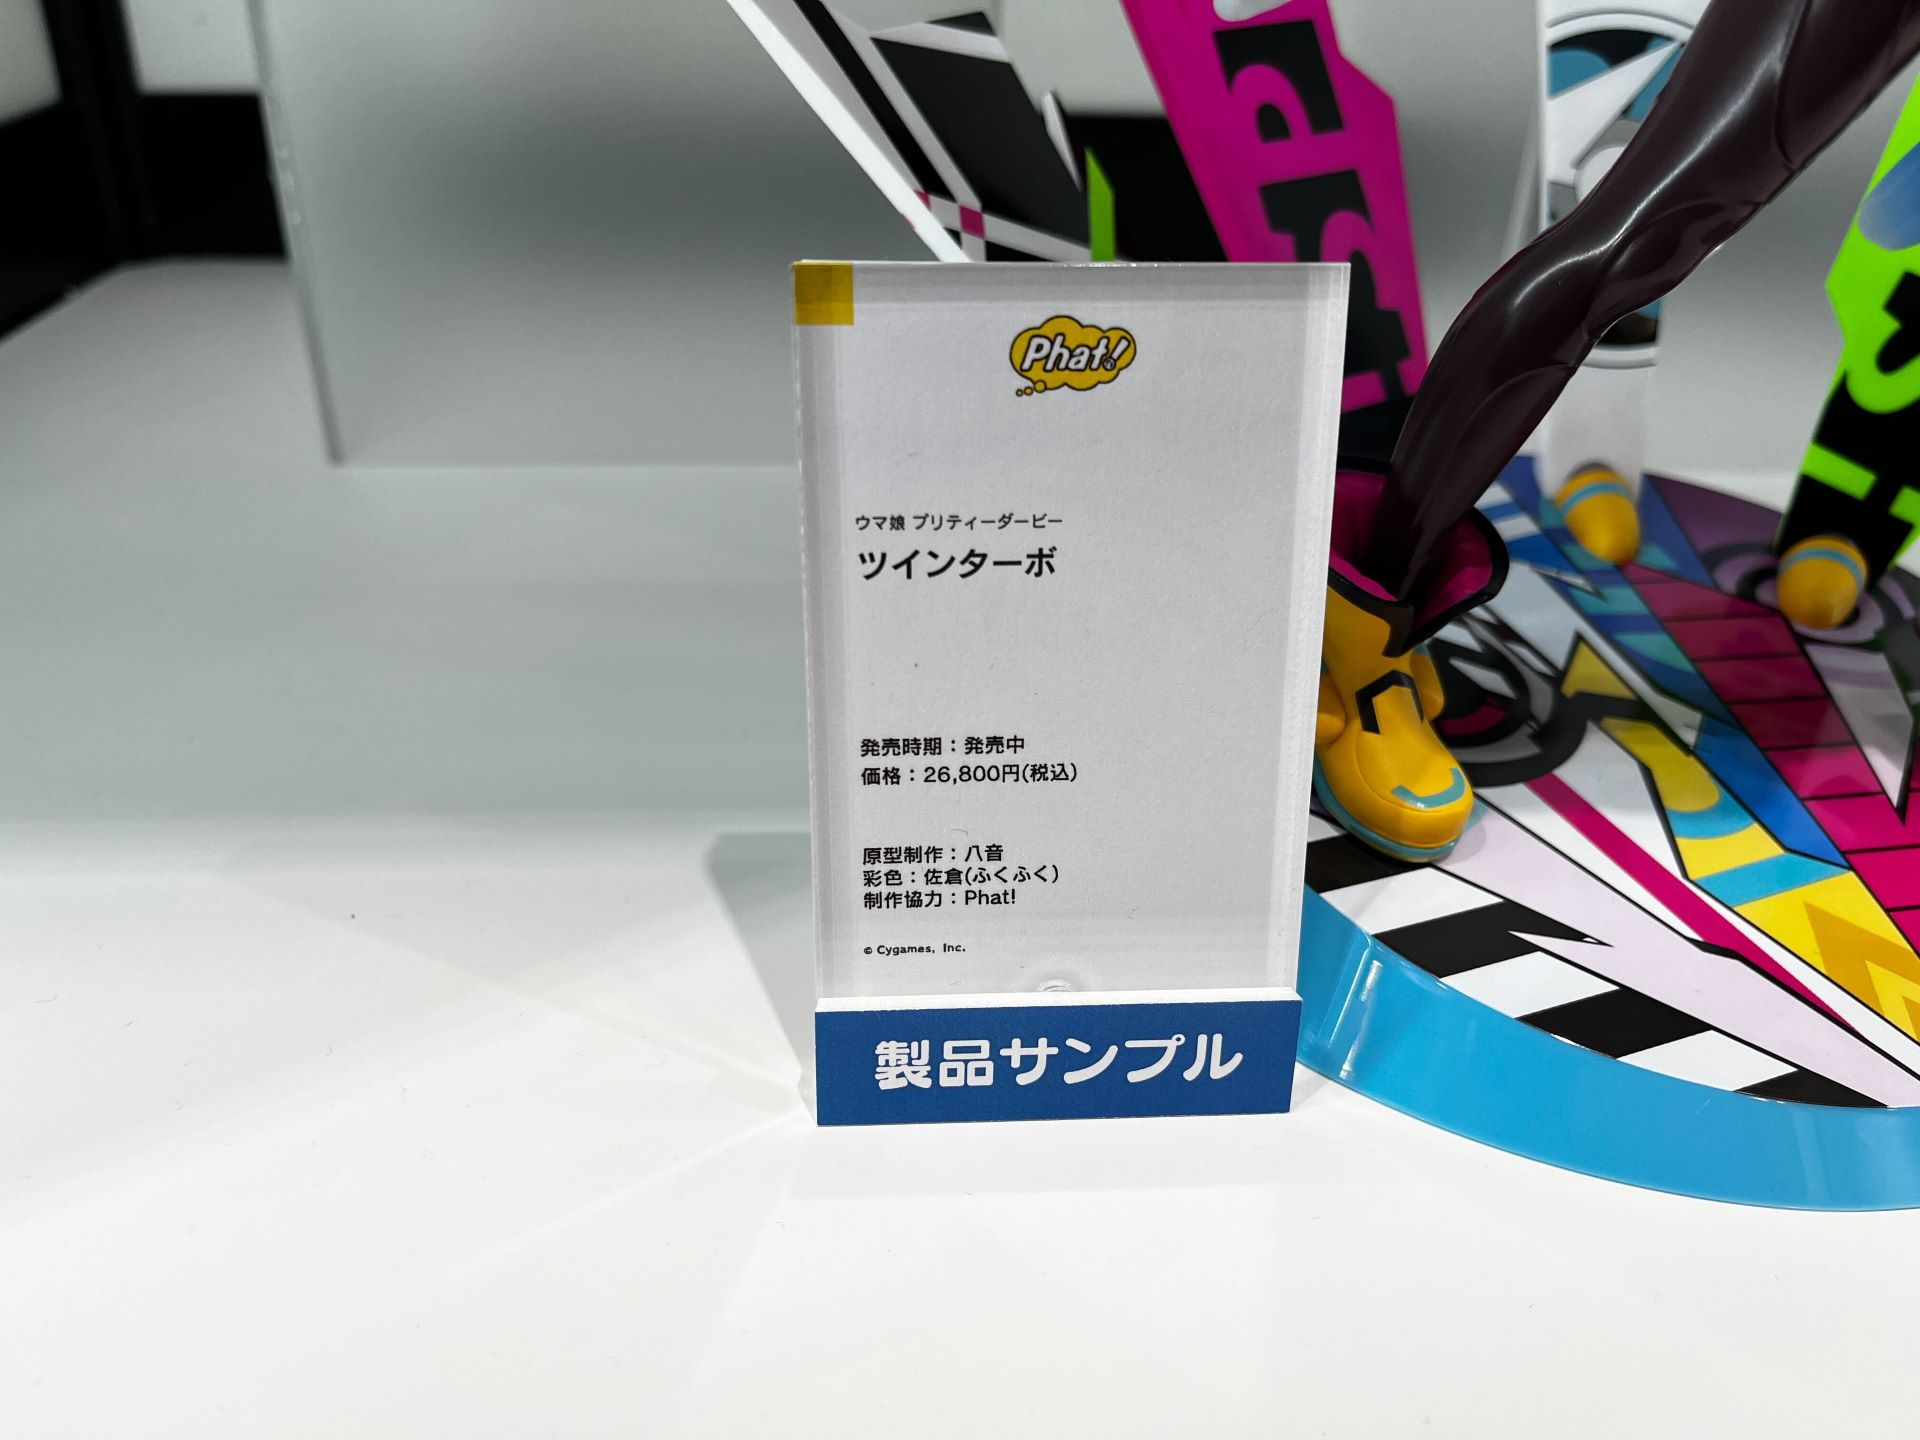 Phat!
ウマ娘 プリティーダービー
ツインターボ
発売時期：発売中
価格：26,800円(税込)
原型制作：八音
彩色：佐倉(ふくふく)
制作協力：Phat!
© Cygames, Inc.
製品サンプル